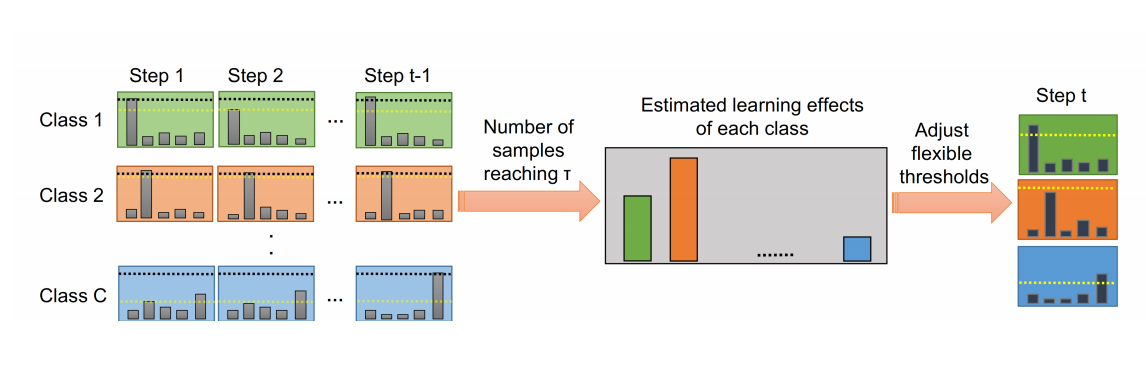 Step 1
Step 2
Step t-1
Class 1
...
Class 2
...
.
.
Class C
...
Number of
samples
reaching τ
Estimated learning effects
of each class
.......
Adjust
flexible
thresholds
Step t